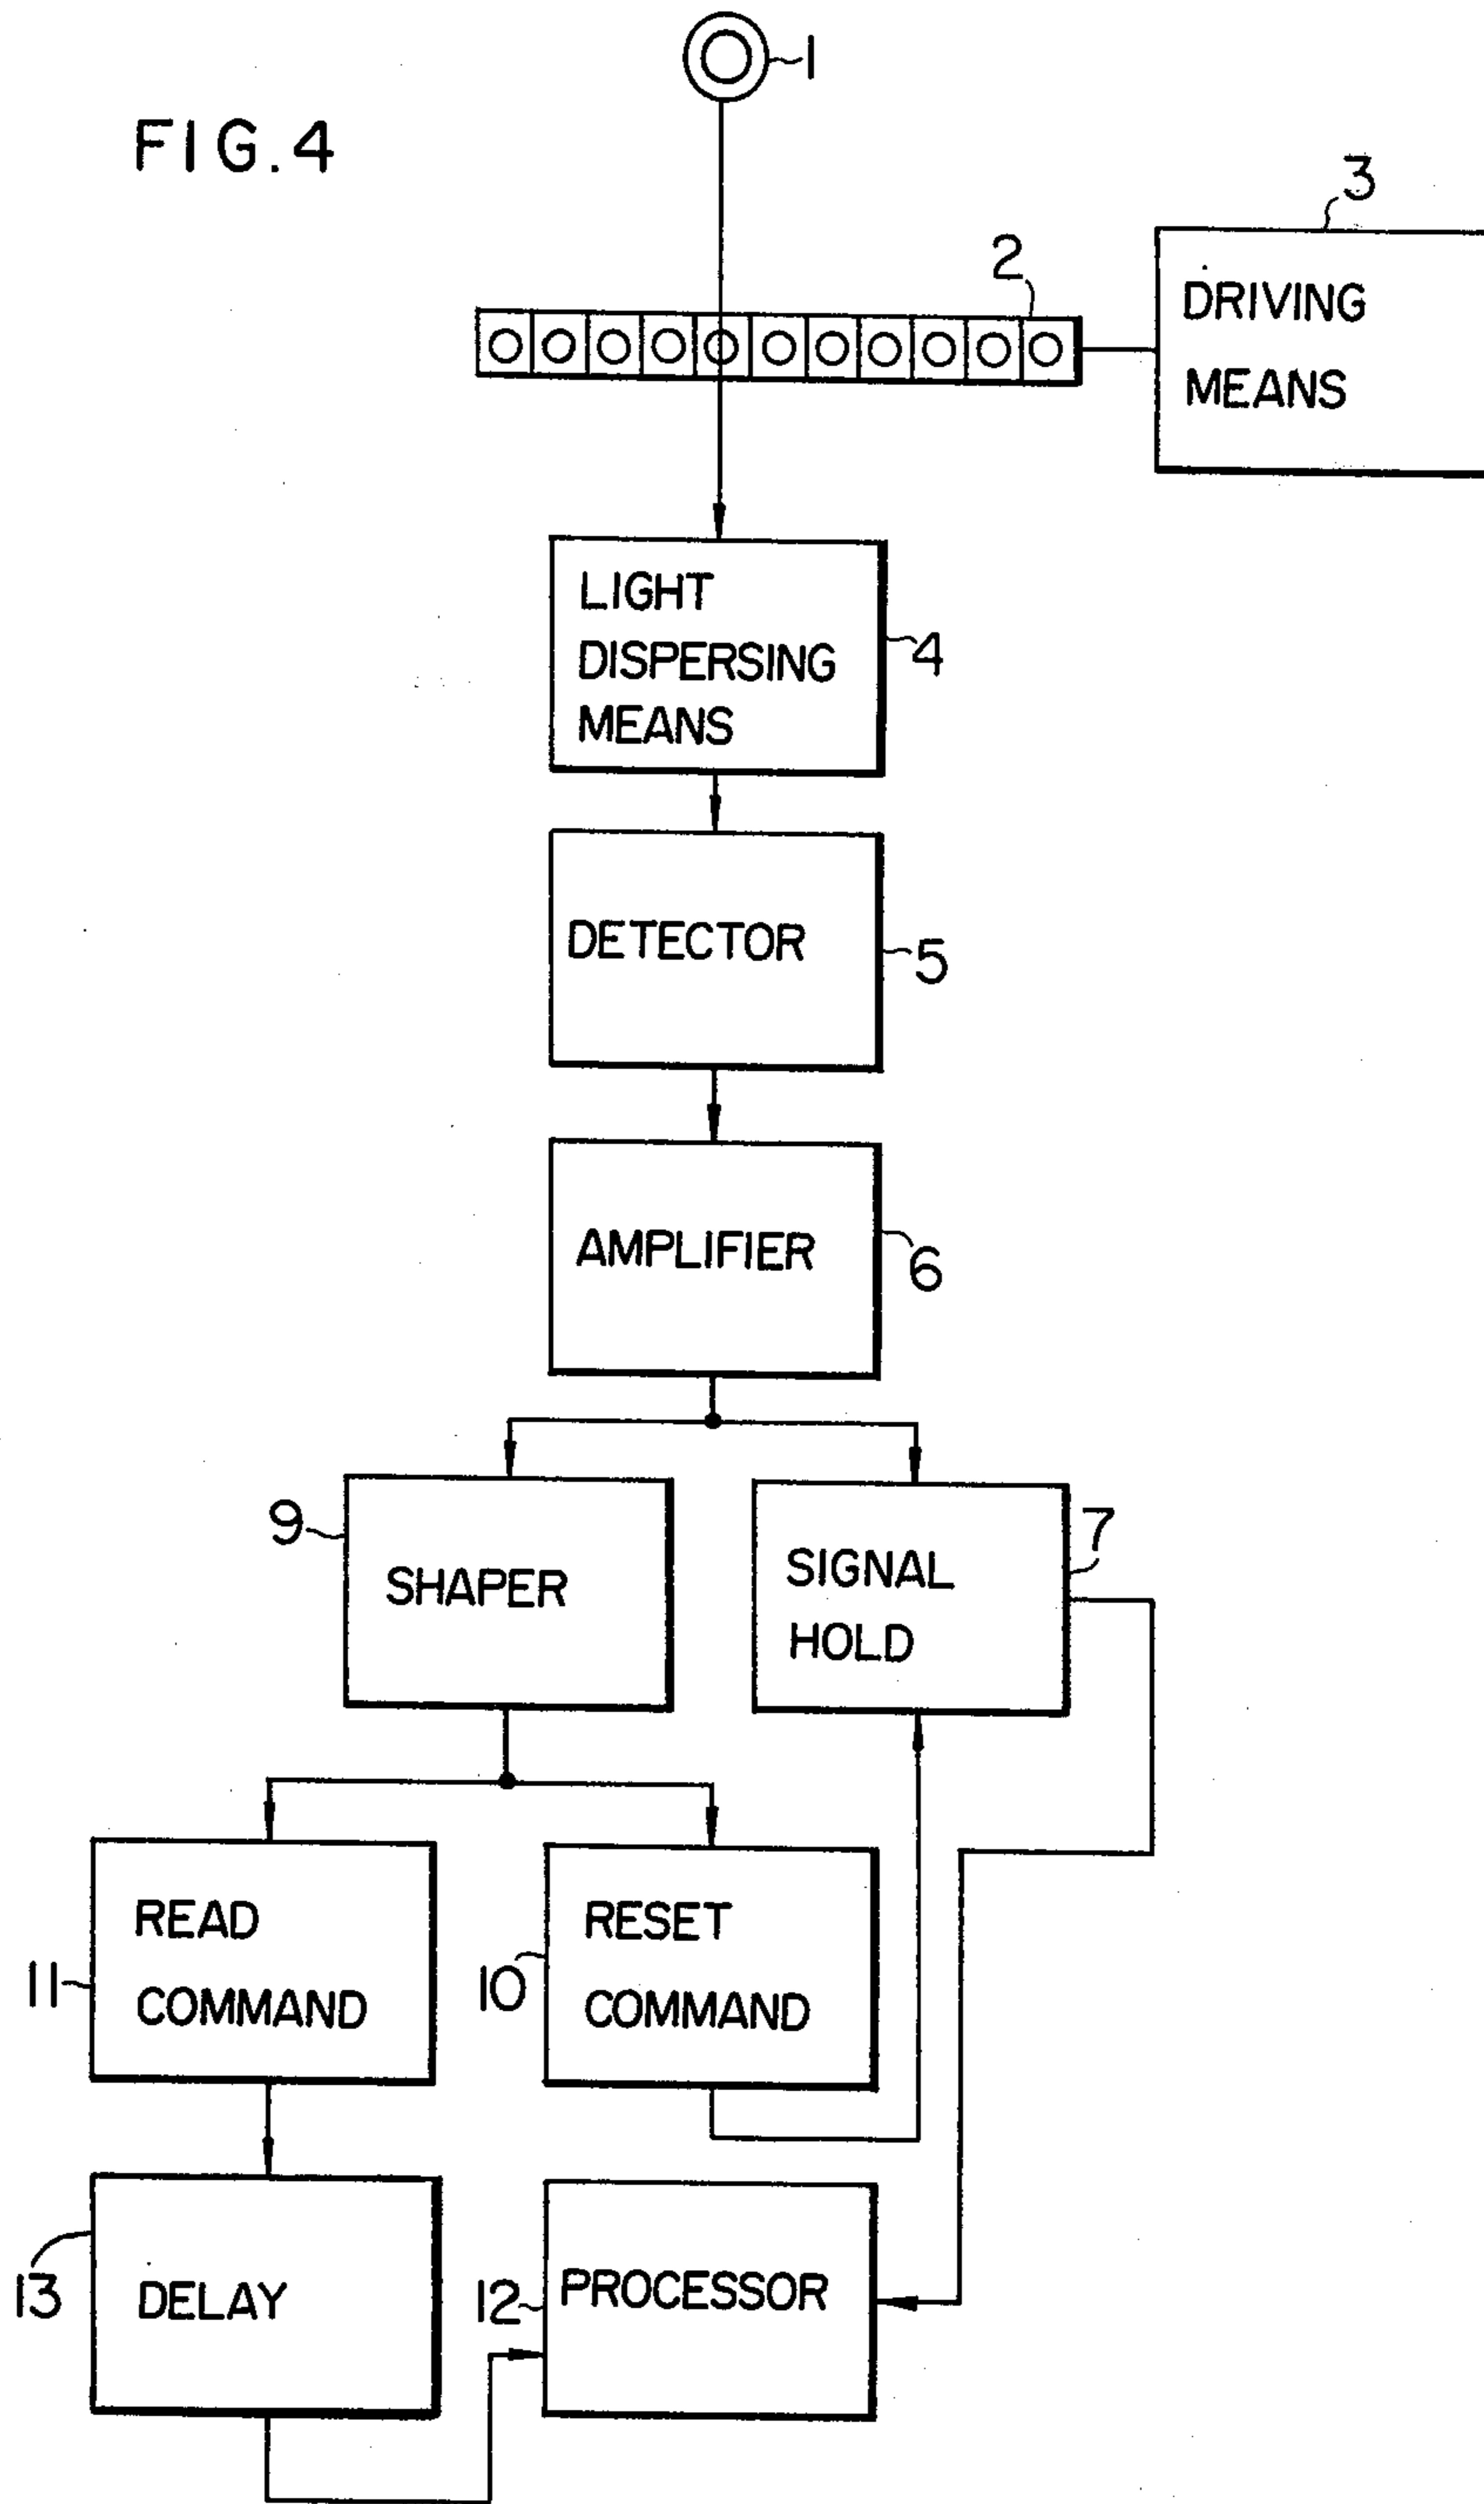 FIG.4
1
2
3
DRIVING
MEANS
LIGHT
DISPERSING
MEANS
4
DETECTOR
5
AMPLIFIER
6
9
SHAPER
SIGNAL
HOLD
7
READ
COMMAND
11
RESET
COMMAND
10
DELAY
13
PROCESSOR
12